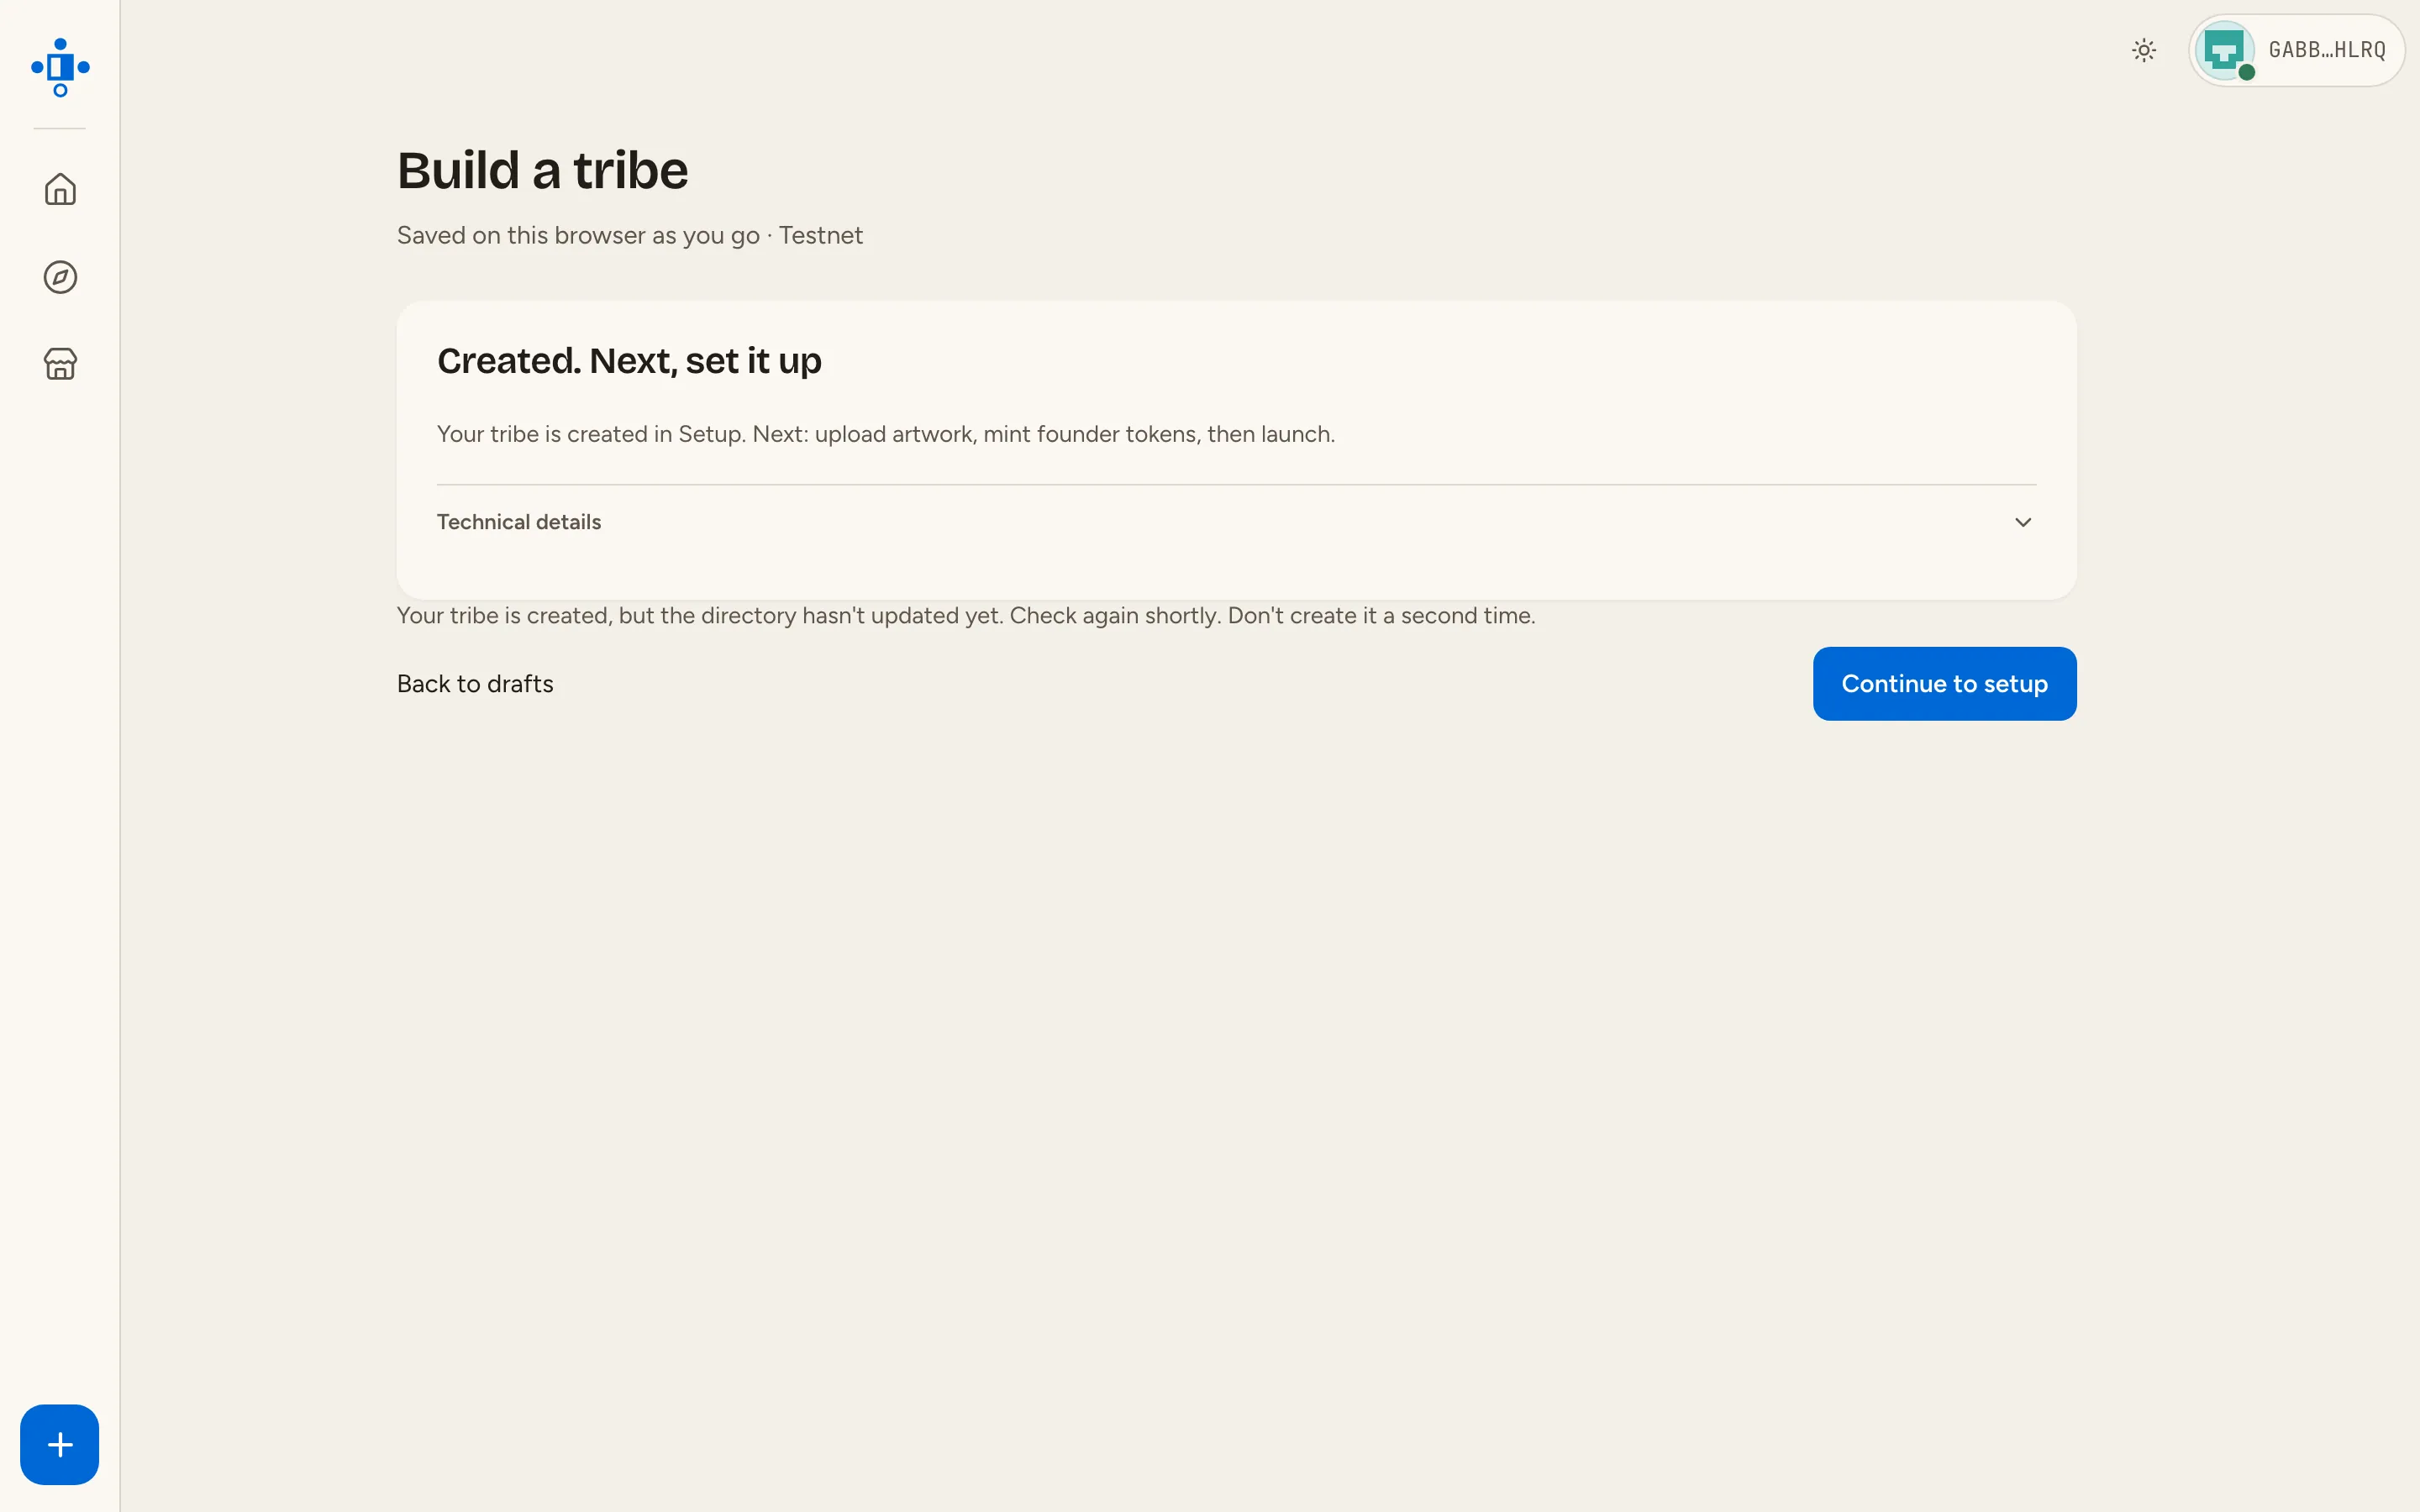 GABB...HLRQ
Build a tribe
Saved on this browser as you go · Testnet
Created. Next, set it up
Your tribe is created in Setup. Next: upload artwork, mint founder tokens, then launch.
Technical details
Your tribe is created, but the directory hasn't updated yet. Check again shortly. Don't create it a second time.
Back to drafts
Continue to setup